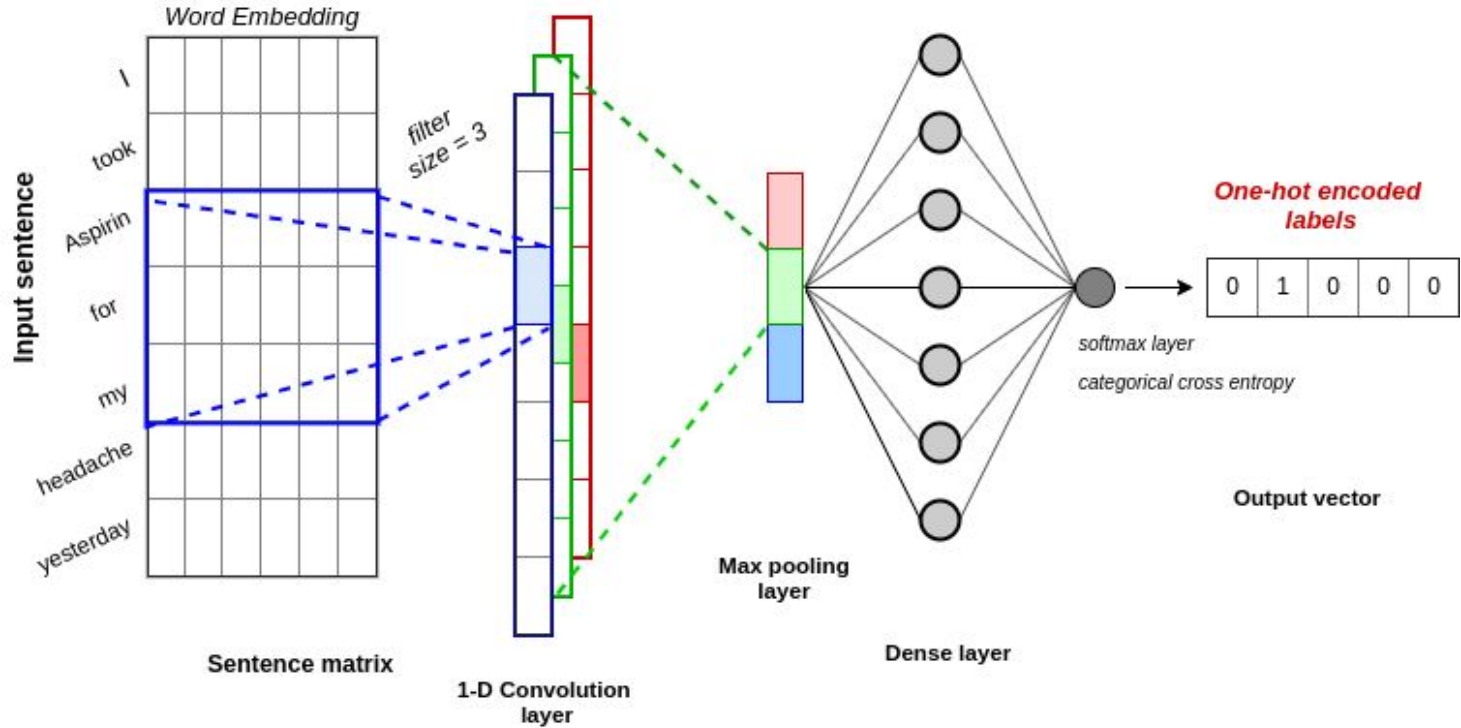 Word Embedding
Input sentence
I
took
Aspirin
for
my
headache
yesterday
Sentence matrix
filter
size = 3
1-D Convolution
layer
Max pooling
layer
Dense layer
softmax layer
categorical cross entropy
One-hot encoded
labels
0 1 0 0 0
Output vector